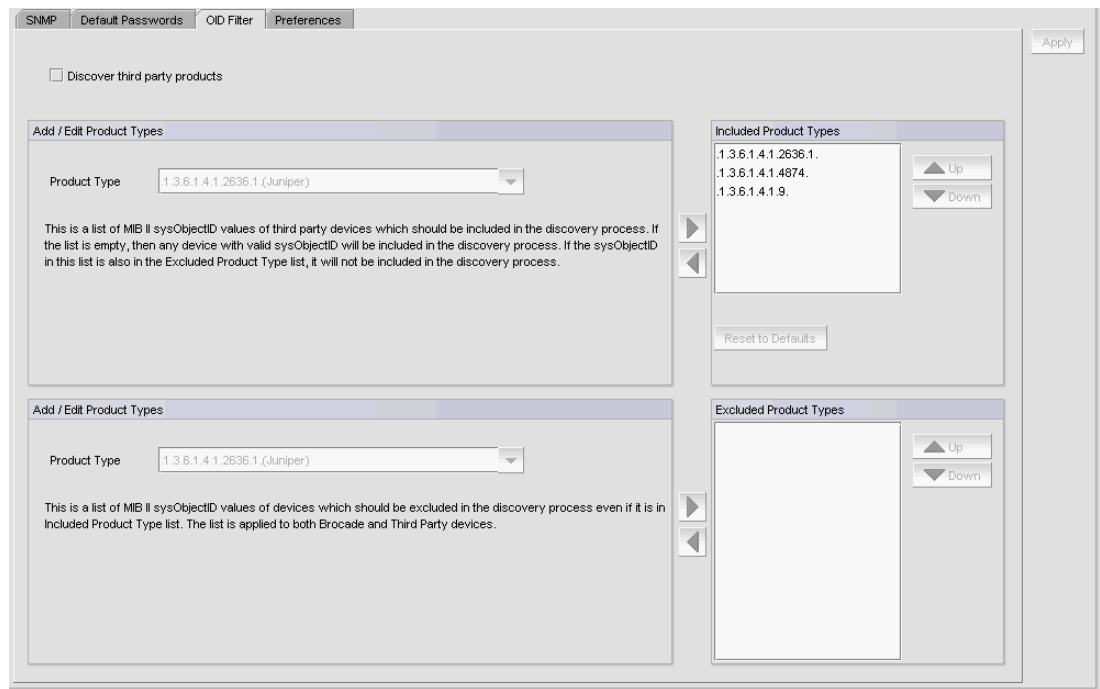 SNMP
Default Passwords
OID Filter
Preferences
Apply
Discover third party products
Add / Edit Product Types
Product Type
.1.3.6.1.4.1.2636.1.(Juniper)
This is a list of MIB II sysObjectID values of third party devices which should be included in the discovery process. If
the list is empty, then any device with valid sysObjectID will be included in the discovery process. If the sysObjectID
in this list is also in the Excluded Product Type list, it will not be included in the discovery process.
Included Product Types
.1.3.6.1.4.1.2636.1.
.1.3.6.1.4.1.4874.
.1.3.6.1.4.1.9.
Up
Down
Reset to Defaults
Add / Edit Product Types
Product Type
.1.3.6.1.4.1.2636.1.(Juniper)
This is a list of MIB II sysObjectID values of devices which should be excluded in the discovery process even if it is in
Included Product Type list. The list is applied to both Brocade and Third Party devices.
Excluded Product Types
Up
Down